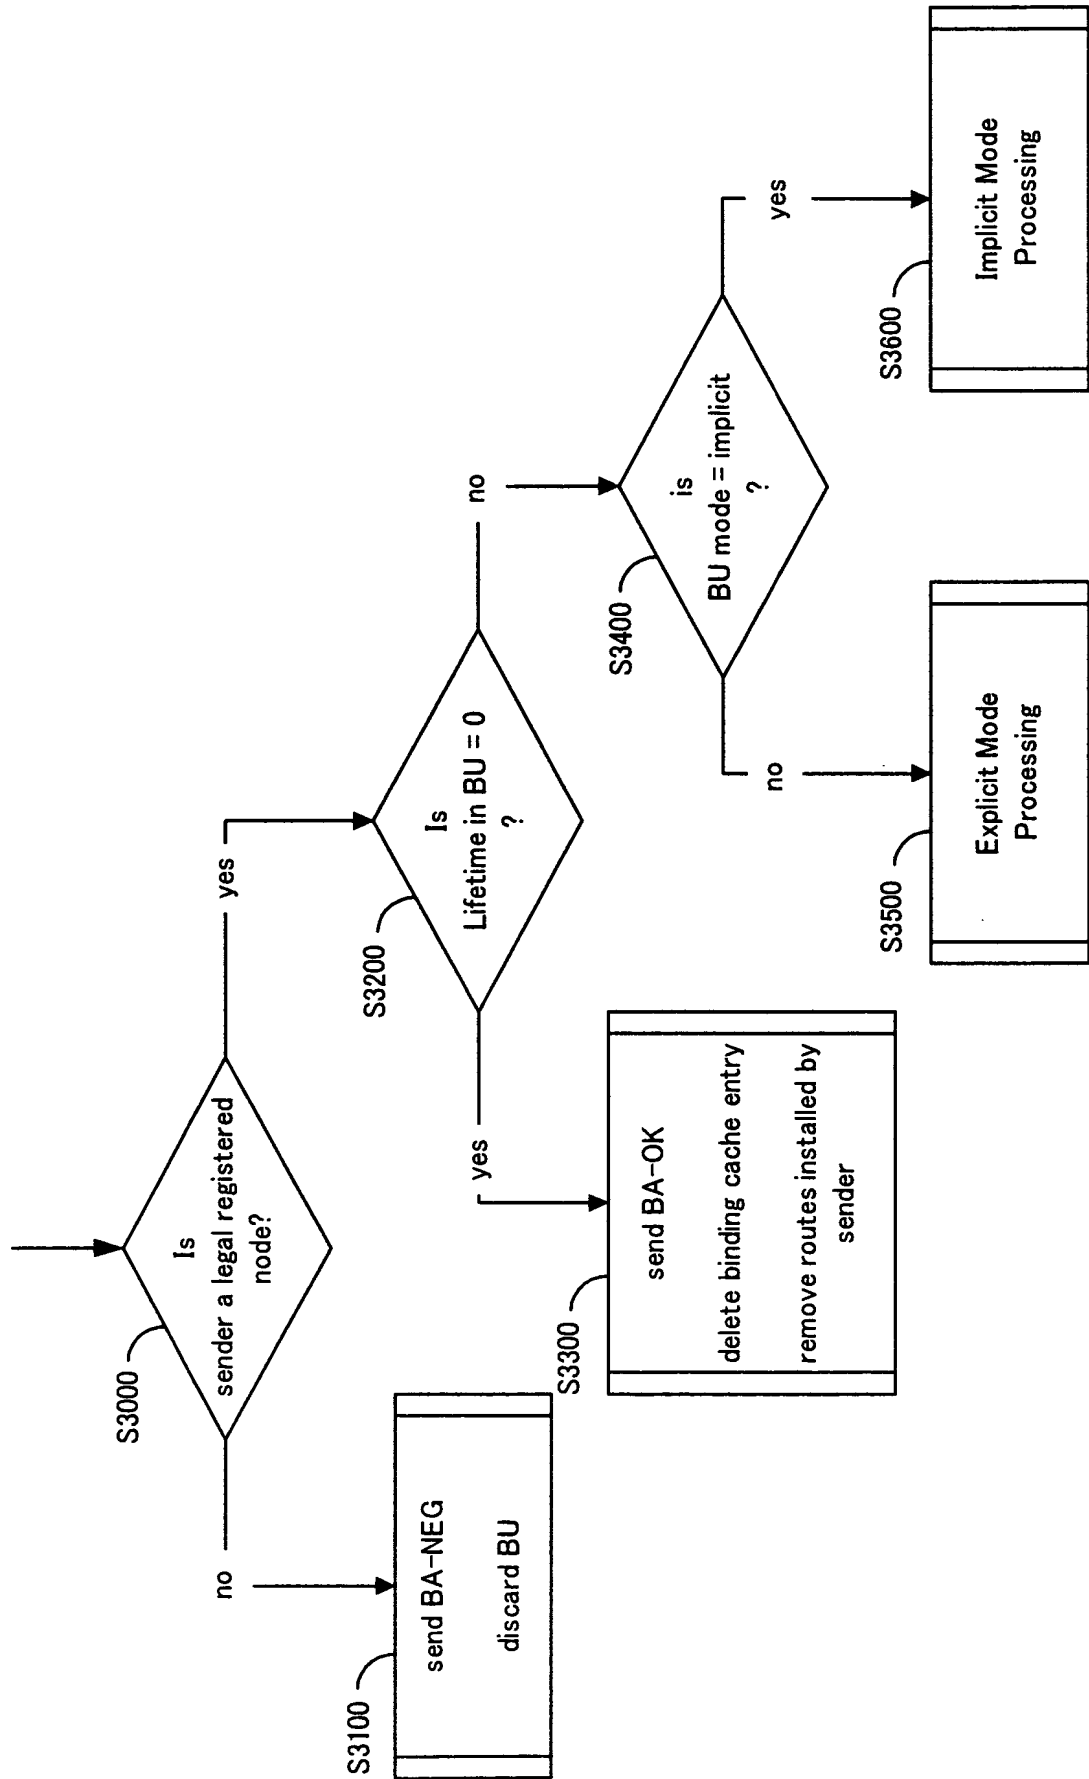 S3000
Is
sender a legal registered
node?
no
yes
S3100
send BA-NEG
discard BU
S3200
Is
Lifetime in BU = 0
?
yes
no
S3300
send BA-OK
delete binding cache entry
remove routes installed by
sender
S3400
is
BU mode = implicit
?
no
yes
S3500
Explicit Mode
Processing
S3600
Implicit Mode
Processing